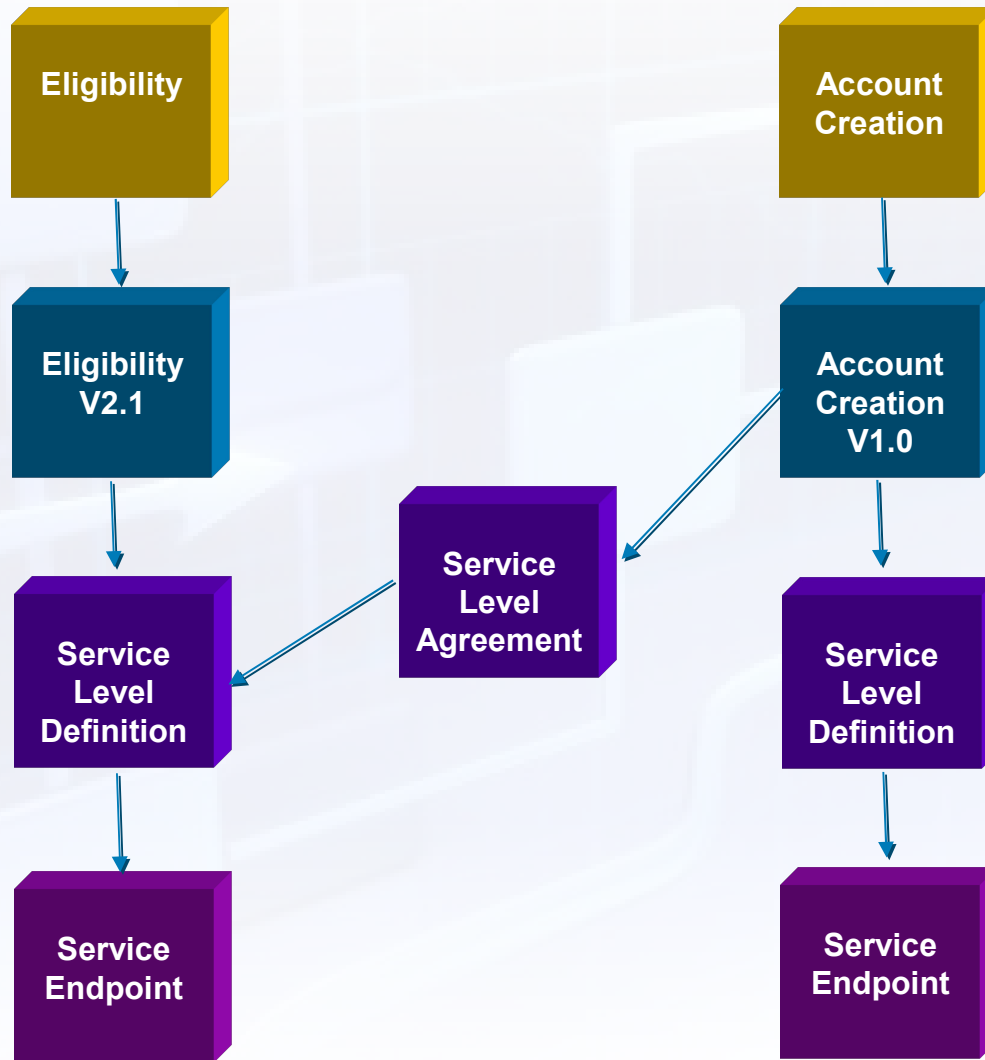 Eligibility
Account
Creation
Eligibility
V2.1
Account
Creation
V1.0
Service
Level
Agreement
Service
Level
Definition
Service
Level
Definition
Service
Endpoint
Service
Endpoint